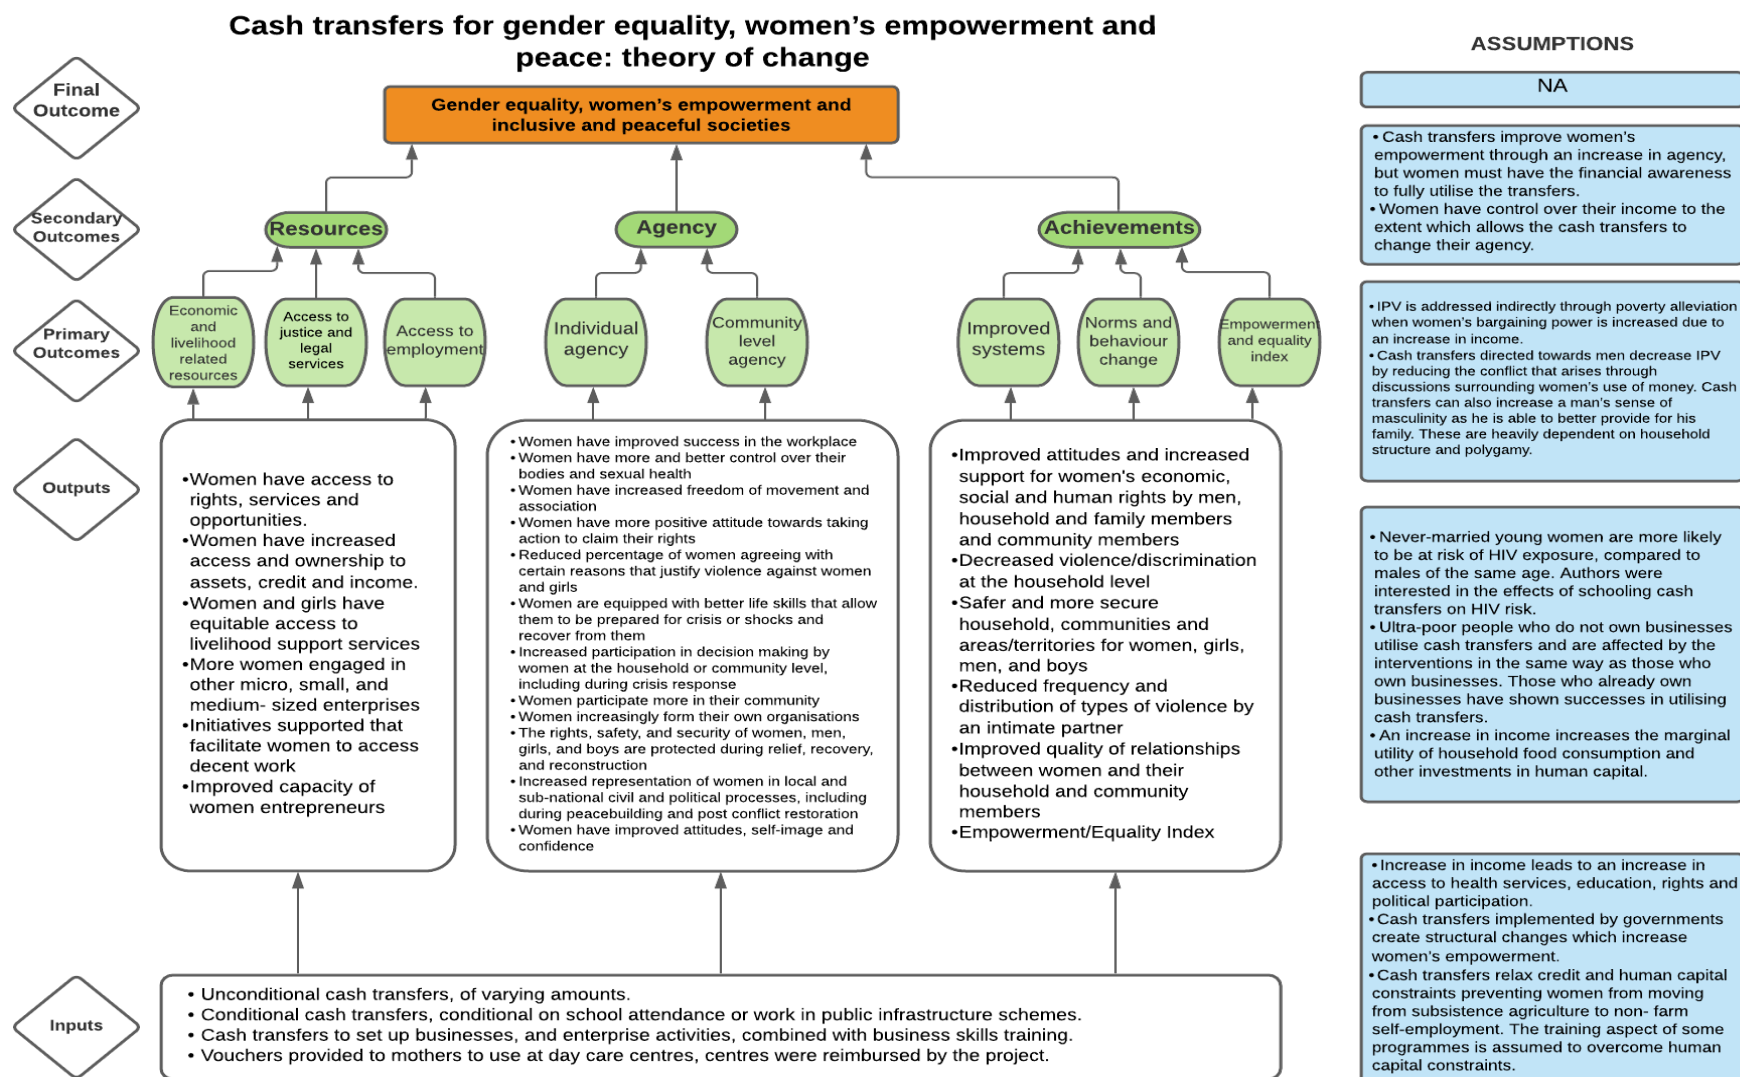 Cash transfers for gender equality, women's empowerment and
peace: theory of change
ASSUMPTIONS
Final
Outcome
Gender equality, women's empowerment and
inclusive and peaceful societies
NA
Secondary
Outcomes
Resources
Agency
Achievements
• Cash transfers improve women's
empowerment through an increase in agency,
but women must have the financial awareness
to fully utilise the transfers.
• Women have control over their income to the
extent which allows the cash transfers to
change their agency.
Primary
Outcomes
Economic
and
livelihood
related
resources
Access to
justice and
legal
services
Access to
employment
Individual
agency
Community
level
agency
Improved
systems
Norms and
behaviour
change
Empowerment
and equality
index
• IPV is addressed indirectly through poverty alleviation
when women's bargaining power is increased due to
an increase in income.
• Cash transfers directed towards men decrease IPV
by reducing the conflict that arises through
discussions surrounding women's use of money. Cash
transfers can also increase a man's sense of
masculinity as he is able to better provide for his
family. These are heavily dependent on household
structure and polygamy.
Outputs
•Women have access to
rights, services and
opportunities.
•Women have increased
access and ownership to
assets, credit and income.
•Women and girls have
equitable access to
livelihood support services
•More women engaged in
other micro, small, and
medium- sized enterprises
•Initiatives supported that
facilitate women to access
decent work
•Improved capacity of
women entrepreneurs
•Women have improved success in the workplace
•Women have more and better control over their
bodies and sexual health
•Women have increased freedom of movement and
association
•Women have more positive attitude towards taking
action to claim their rights
•Reduced percentage of women agreeing with
certain reasons that justify violence against women
and girls
•Women are equipped with better life skills that allow
them to be prepared for crisis or shocks and
recover from them
•Increased participation in decision making by
women at the household or community level,
including during crisis response
•Women participate more in their community
•Women increasingly form their own organisations
•The rights, safety, and security of women, men,
girls, and boys are protected during relief, recovery,
and reconstruction
•Increased representation of women in local and
sub-national civil and political processes, including
during peacebuilding and post conflict restoration
•Women have improved attitudes, self-image and
confidence
•Improved attitudes and increased
support for women's economic,
social and human rights by men,
household and family members
and community members
•Decreased violence/discrimination
at the household level
•Safer and more secure
household, communities and
areas/territories for women, girls,
men, and boys
•Reduced frequency and
distribution of types of violence by
an intimate partner
•Improved quality of relationships
between women and their
household and community
members
•Empowerment/Equality Index
• Never-married young women are more likely
to be at risk of HIV exposure, compared to
males of the same age. Authors were
interested in the effects of schooling cash
transfers on HIV risk.
• Ultra-poor people who do not own businesses
utilise cash transfers and are affected by the
interventions in the same way as those who
own businesses. Those who already own
businesses have shown successes in utilising
cash transfers.
• An increase in income increases the marginal
utility of household food consumption and
other investments in human capital.
Inputs
• Unconditional cash transfers, of varying amounts.
• Conditional cash transfers, conditional on school attendance or work in public infrastructure schemes.
• Cash transfers to set up businesses, and enterprise activities, combined with business skills training.
• Vouchers provided to mothers to use at day care centres, centres were reimbursed by the project.
• Increase in income leads to an increase in
access to health services, education, rights and
political participation.
• Cash transfers implemented by governments
create structural changes which increase
women's empowerment.
• Cash transfers relax credit and human capital
constraints preventing women from moving
from subsistence agriculture to non- farm
self-employment. The training aspect of some
programmes is assumed to overcome human
capital constraints.